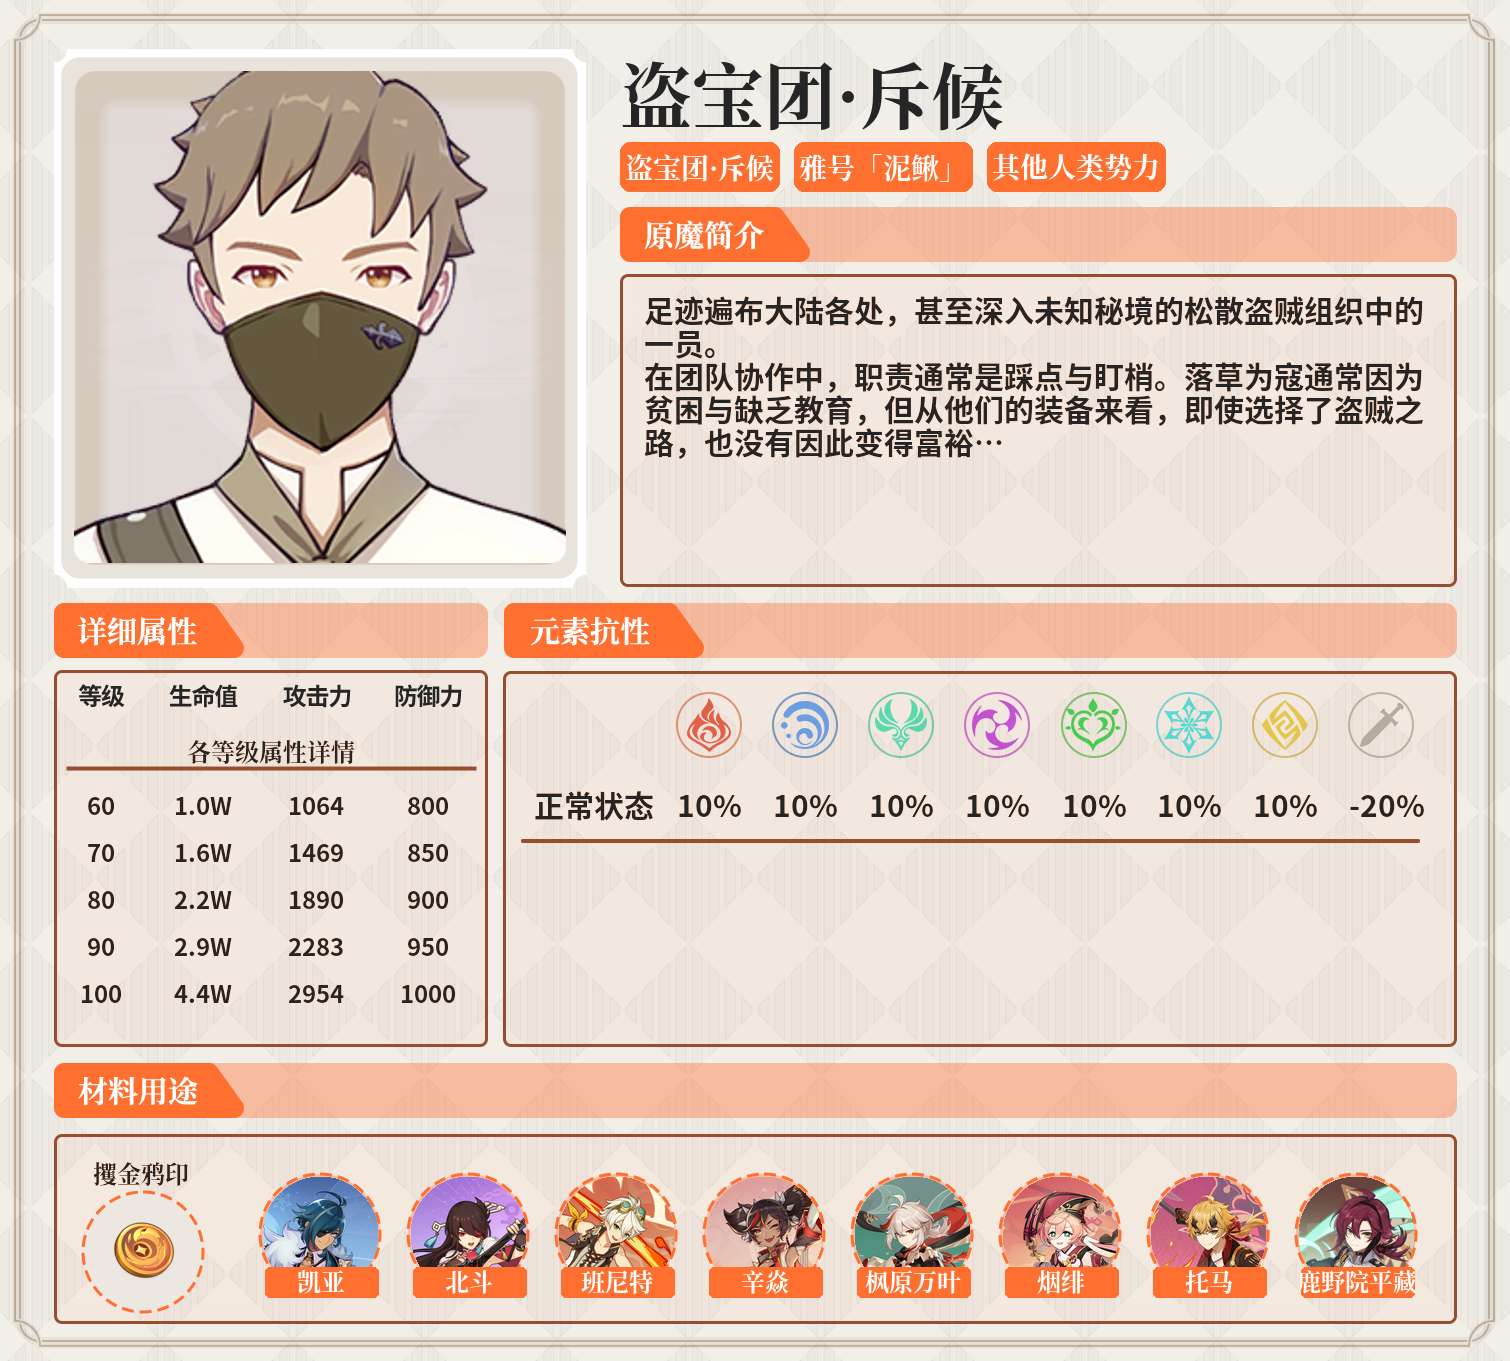 盗宝团·斥候
盗宝团·斥候 雅号「泥鳅」 其他人类势力
原魔简介
足迹遍布大陆各处，甚至深入未知秘境的松散盗贼组织中的
一员。
在团队协作中，职责通常是踩点与盯梢。落草为寇通常因为
贫困与缺乏教育，但从他们的装备来看，即使选择了盗贼之
路，也没有因此变得富裕…
详细属性
等级 生命值 攻击力 防御力
各等级属性详情
60 1.0W 1064 800
70 1.6W 1469 850
80 2.2W 1890 900
90 2.9W 2283 950
100 4.4W 2954 1000
元素抗性
正常状态 10% 10% 10% 10% 10% 10% 10% -20%
材料用途
攫金鸦印
凯亚 北斗 班尼特 辛焱 枫原万叶 烟绯 托马 鹿野院平藏